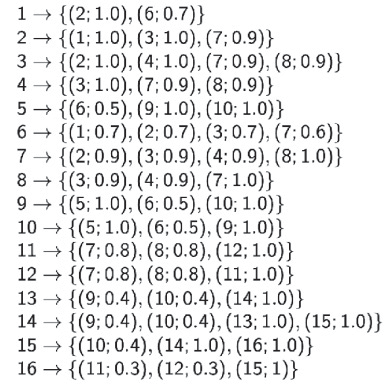 1 → {(2; 1.0), (6; 0.7)}
2 → {(1; 1.0), (3; 1.0), (7; 0.9)}
3 → {(2; 1.0), (4; 1.0), (7; 0.9), (8; 0.9)}
4 → {(3; 1.0), (7; 0.9), (8; 0.9)}
5 → {(6; 0.5), (9; 1.0), (10; 1.0)}
6 → {(1; 0.7), (2; 0.7), (3; 0.7), (7; 0.6)}
7 → {(2; 0.9), (3; 0.9), (4; 0.9), (8; 1.0)}
8 → {(3; 0.9), (4; 0.9), (7; 1.0)}
9 → {(5; 1.0), (6; 0.5), (10; 1.0)}
10 → {(5; 1.0), (6; 0.5), (9; 1.0)}
11 → {(7; 0.8), (8; 0.8), (12; 1.0)}
12 → {(7; 0.8), (8; 0.8), (11; 1.0)}
13 → {(9; 0.4), (10; 0.4), (14; 1.0)}
14 → {(9; 0.4), (10; 0.4), (13; 1.0), (15; 1.0)}
15 → {(10; 0.4), (14; 1.0), (16; 1.0)}
16 → {(11; 0.3), (12; 0.3), (15; 1)}